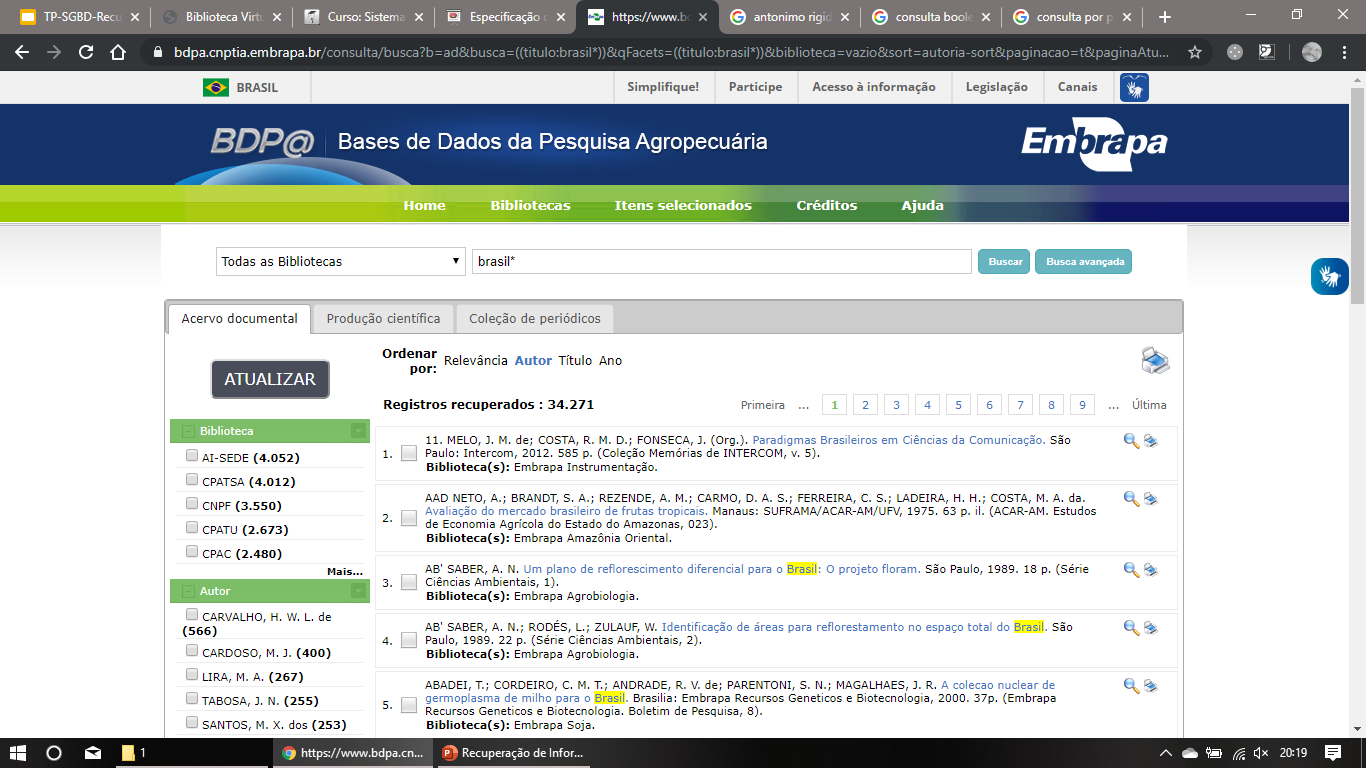 TP-SGBD-Recu
Biblioteca Virtu
Curso: Sistema
Especificação
https://www.bd
antonimo rigid
consulta boole
consulta por p
bdpa.cnptia.embrapa.br/consulta/busca?b=ad&busca=((titulo:brasil*))&qFacets=((titulo:brasil*))&biblioteca=vazio&sort=autoria-sort&paginacao=t&paginaAtu...
BRASIL
Simplifique!
Participe
Acesso à informação
Legislação
Canais
BDP@
Bases de Dados da Pesquisa Agropecuária
Embrapa
Home
Bibliotecas
Itens selecionados
Créditos
Ajuda
Todas as Bibliotecas
brasil*
Buscar
Busca avançada
Acervo documental
Produção científica
Coleção de periódicos
ATUALIZAR
Biblioteca
AI-SEDE (4.052)
CPATSA (4.012)
CNPF (3.550)
CPATU (2.673)
CPAC (2.480)
Mais...
Autor
CARVALHO, H. W. L. de
(566)
CARDOSO, M. J. (400)
LIRA, M. A. (267)
TABOSA, J. N. (255)
SANTOS, M. X. dos (253)
Ordenar
por:
Relevância Autor Título Ano
Registros recuperados : 34.271
Primeira ... 1 2 3 4 5 6 7 8 9 ... Última
1.
11. MELO, J. M. de; COSTA, R. M. D.; FONSECA, J. (Org.). Paradigmas Brasileiros em Ciências da Comunicação. São
Paulo: Intercom, 2012. 585 p. (Coleção Memórias de INTERCOM, v. 5).
Biblioteca(s): Embrapa Instrumentação.
2.
AAD NETO, A.; BRANDT, S. A.; REZENDE, A. M.; CARMO, D. A. S.; FERREIRA, C. S.; LADEIRA, H. H.; COSTA, M. A. da.
Avaliação do mercado brasileiro de frutas tropicais. Manaus: SUFRAMA/ACAR-AM/UFV, 1975. 63 p. il. (ACAR-AM. Estudos
de Economia Agrícola do Estado do Amazonas, 023).
Biblioteca(s): Embrapa Amazônia Oriental.
3.
AB' SABER, A. N. Um plano de reflorescimento diferencial para o Brasil: O projeto floram. São Paulo, 1989. 18 p. (Série
Ciências Ambientais, 1).
Biblioteca(s): Embrapa Agrobiologia.
4.
AB' SABER, A. N.; RODÉS, L.; ZULAUF, W. Identificação de áreas para reflorestamento no espaço total do Brasil. São
Paulo, 1989. 22 p. (Série Ciências Ambientais, 2).
Biblioteca(s): Embrapa Agrobiologia.
5.
ABADEI, T.; CORDEIRO, C. M. T.; ANDRADE, R. V. de; PARENTONI, S. N.; MAGALHAES, J. R. A colecao nuclear de
germoplasma de milho para o Brasil. Brasilia: Embrapa Recursos Geneticos e Biotecnologia, 2000. 37p. (Embrapa
Recursos Geneticos e Biotecnologia. Boletim de Pesquisa, 8).
Biblioteca(s): Embrapa Soja.
1
https://www.bdpa.cn...
Recuperação de Infor...
20:19